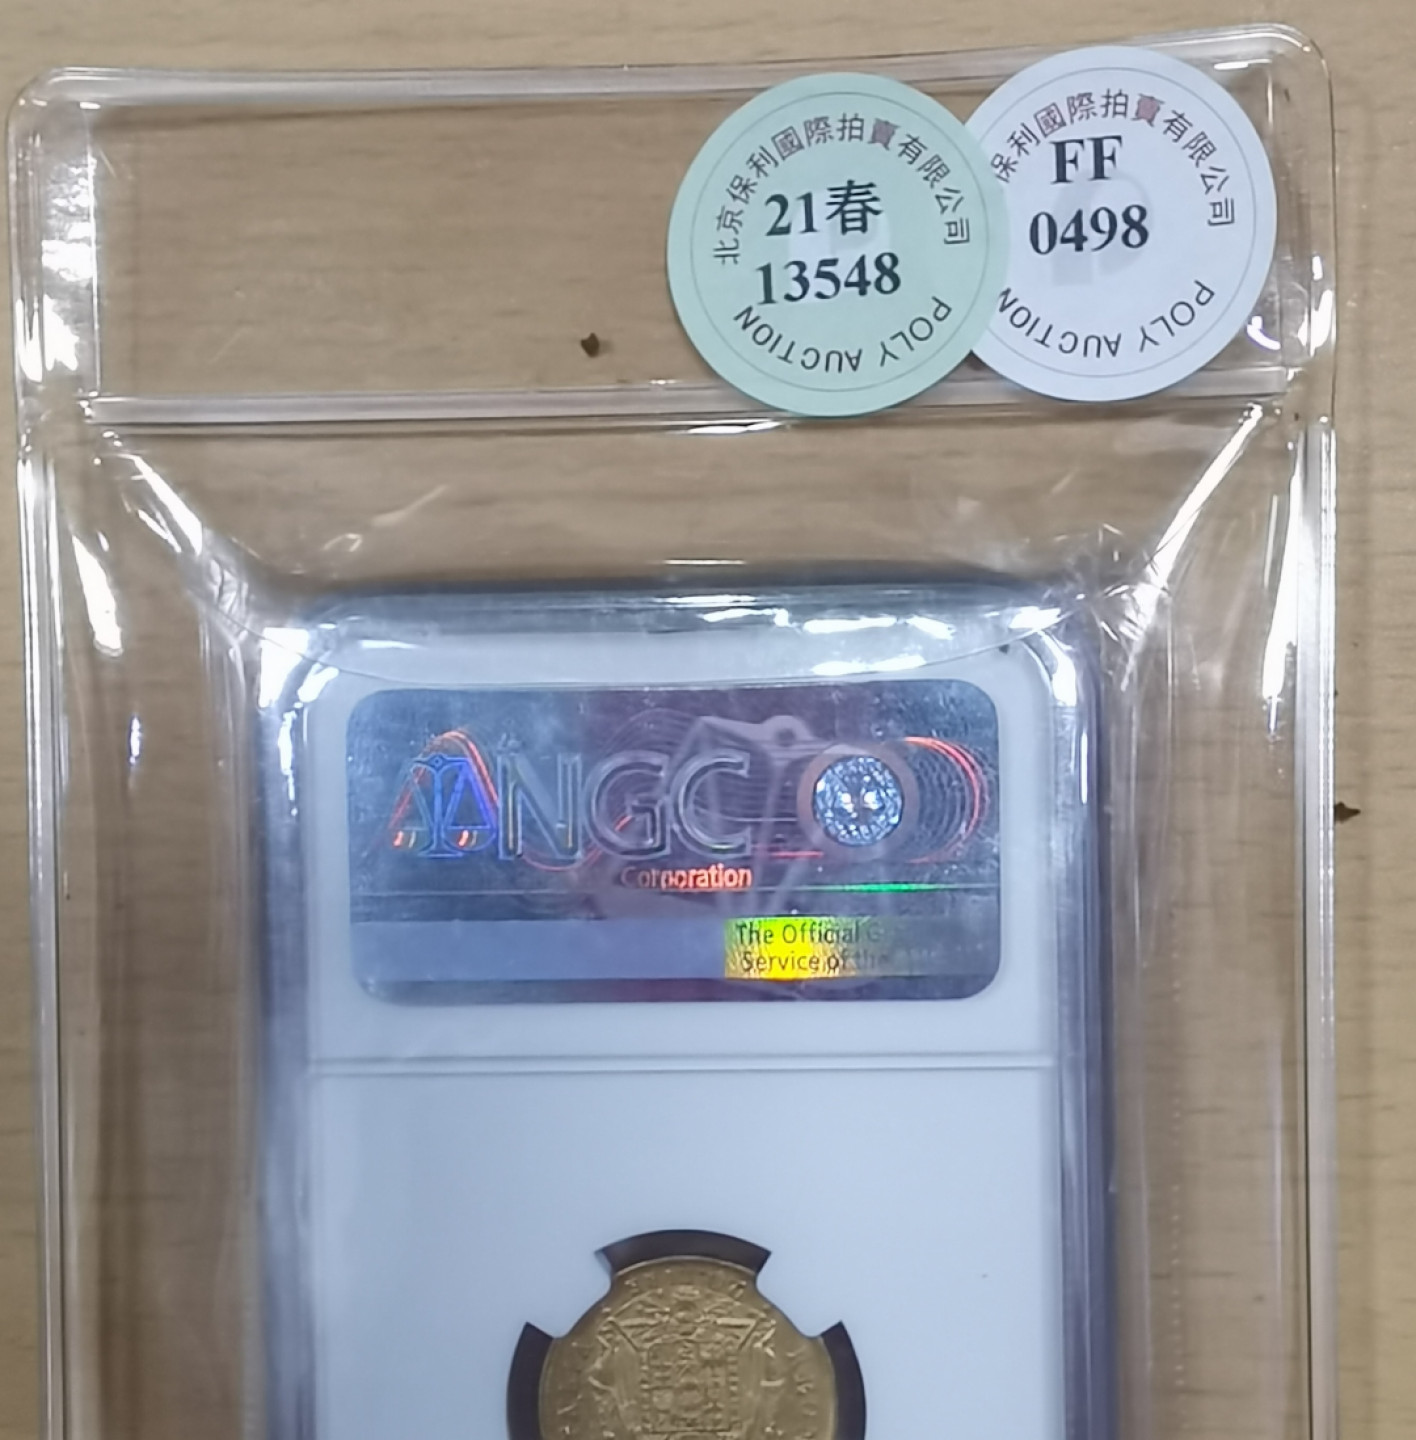 北京保利國際拍賣有限公司
21春
13548
POLY AUCTION
保利國際拍賣有限公司
FF
0498
POLY AUCTION
NGC
Corporation
The Official
Service of the